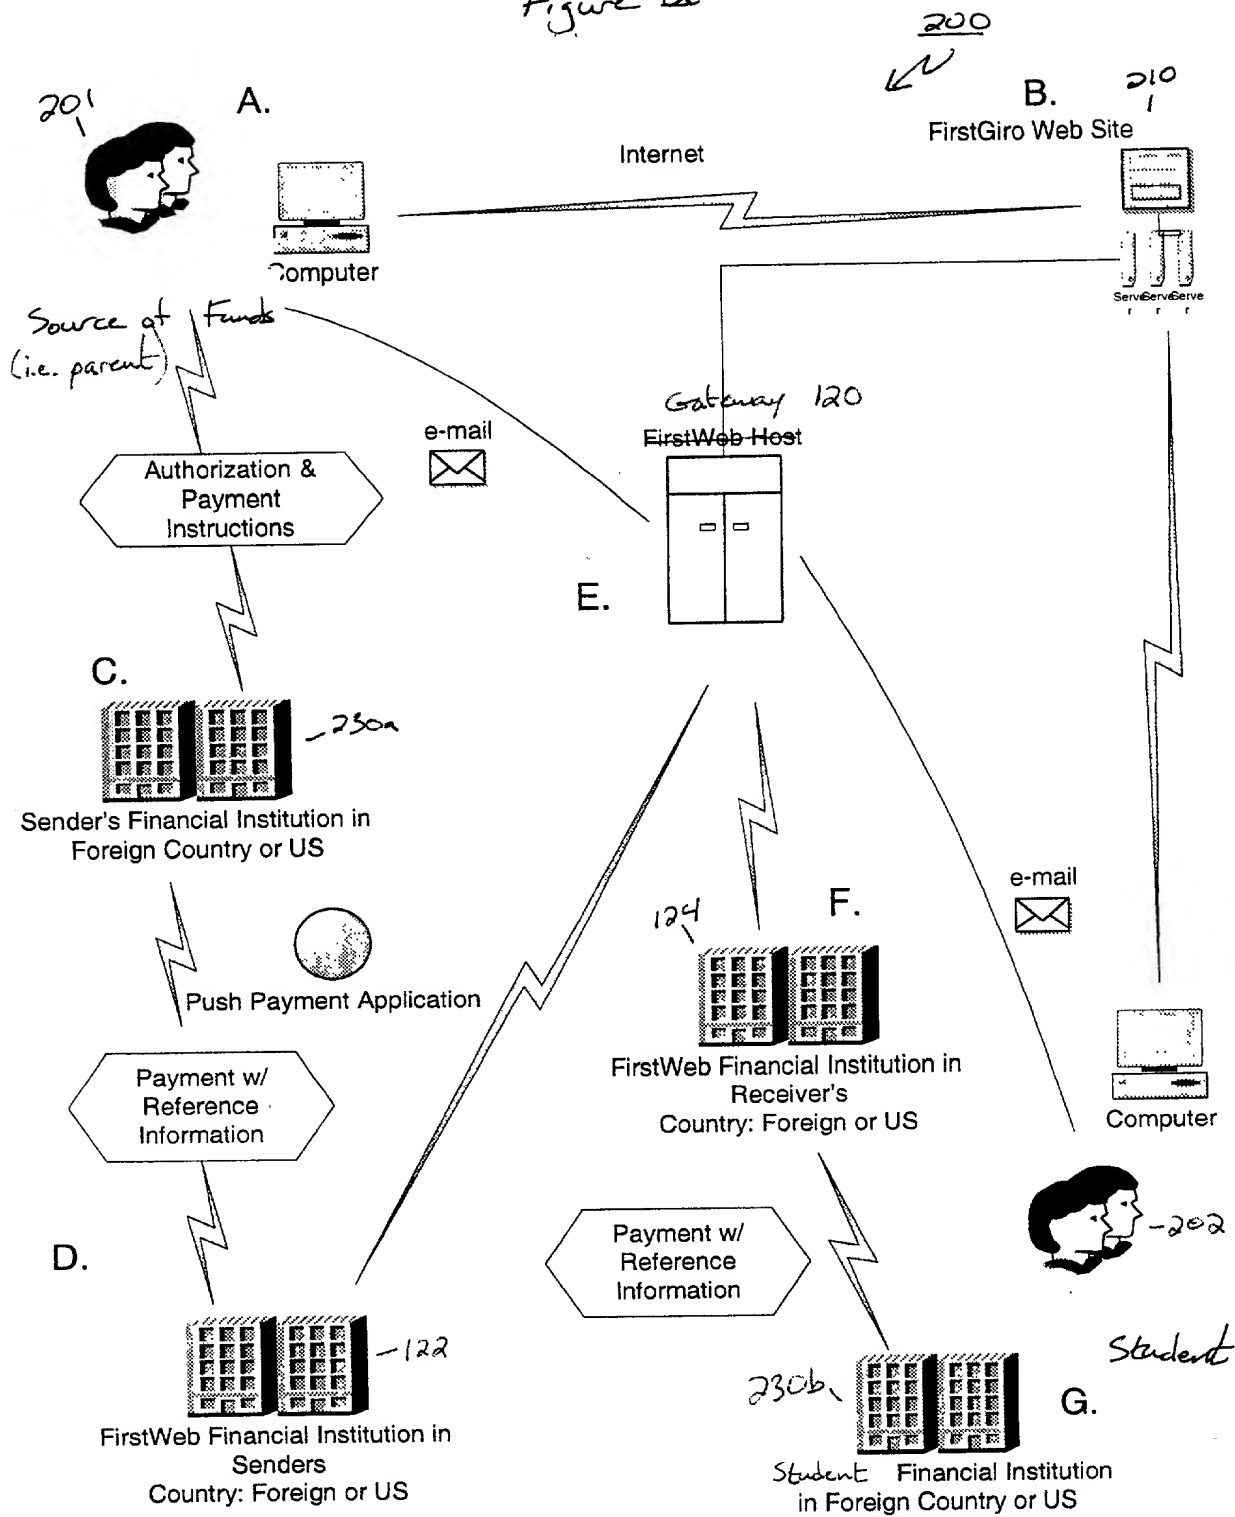 Figure
200
201
A.
B.
210
FirstGiro Web Site
Internet
Computer
Serve Serve Serve
r r r
Source of Funds
(i.e. parent)
Gateway 120
FirstWeb Host
e-mail
Authorization &
Payment
Instructions
E.
C.
230a
Sender's Financial Institution in
Foreign Country or US
e-mail
124
F.
Push Payment Application
FirstWeb Financial Institution in
Receiver's
Country: Foreign or US
Computer
Payment w/
Reference
Information
202
Payment w/
Reference
Information
D.
122
Student
230b
G.
FirstWeb Financial Institution in
Senders
Country: Foreign or US
Student Financial Institution
in Foreign Country or US